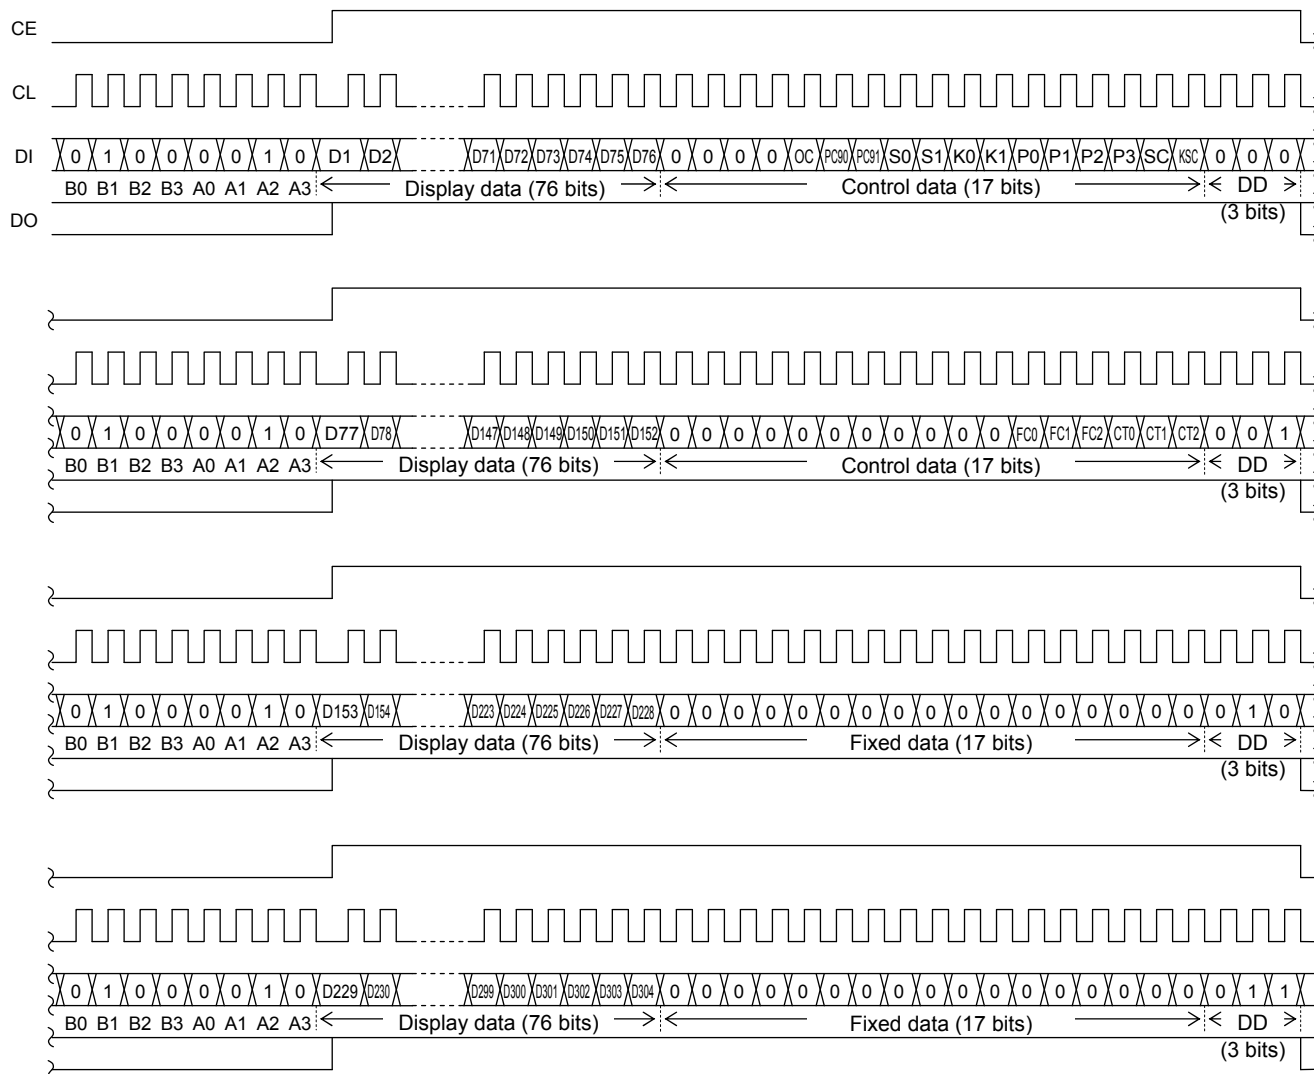 CE
CL
DI 0 1 0 0 0 0 1 0 D1 D2 D71 D72 D73 D74 D75 D76 0 0 0 0 OC PC90 PC91 S0 S1 K0 K1 P0 P1 P2 P3 SC KSC 0 0 0
B0 B1 B2 B3 A0 A1 A2 A3 Display data (76 bits) Control data (17 bits) DD
(3 bits)
DO
0 1 0 0 0 0 1 0 D77 D78 D147 D148 D149 D150 D151 D152 0 0 0 0 0 0 0 0 0 0 0 FC0 FC1 FC2 CT0 CT1 CT2 0 0 1
B0 B1 B2 B3 A0 A1 A2 A3 Display data (76 bits) Control data (17 bits) DD
(3 bits)
0 1 0 0 0 0 1 0 D153 D154 D223 D224 D225 D226 D227 D228 0 0 0 0 0 0 0 0 0 0 0 0 0 0 0 0 0 0 1 0
B0 B1 B2 B3 A0 A1 A2 A3 Display data (76 bits) Fixed data (17 bits) DD
(3 bits)
0 1 0 0 0 0 1 0 D229 D230 D299 D300 D301 D302 D303 D304 0 0 0 0 0 0 0 0 0 0 0 0 0 0 0 0 0 0 1 1
B0 B1 B2 B3 A0 A1 A2 A3 Display data (76 bits) Fixed data (17 bits) DD
(3 bits)